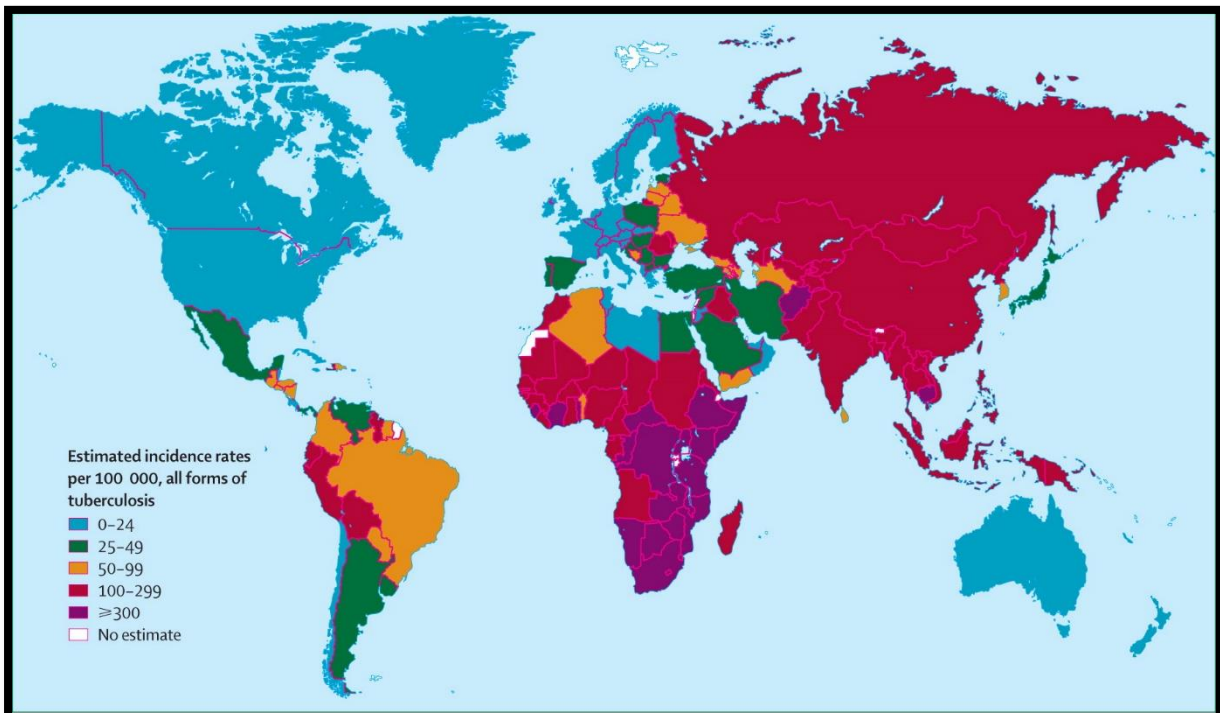 Estimated incidence rates
per 100 000, all forms of
tuberculosis
0–24
25–49
50–99
100–299
≥300
No estimate